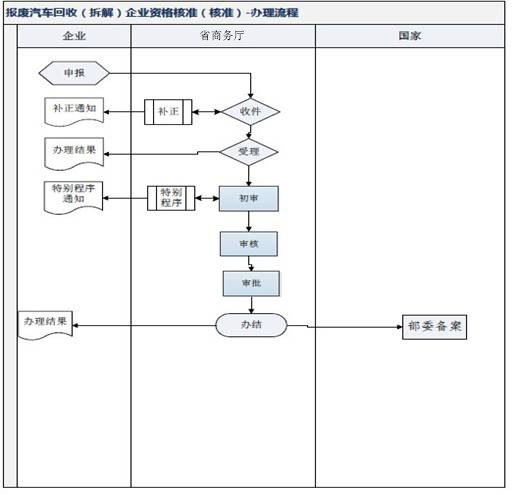 报废汽车回收（拆解）企业资格核准（核准）-办理流程
企业
省商务厅
国家
申报
补正通知
补正
收件
办理结果
受理
特别程序
通知
特别
程序
初审
审核
审批
办理结果
办结
部委备案